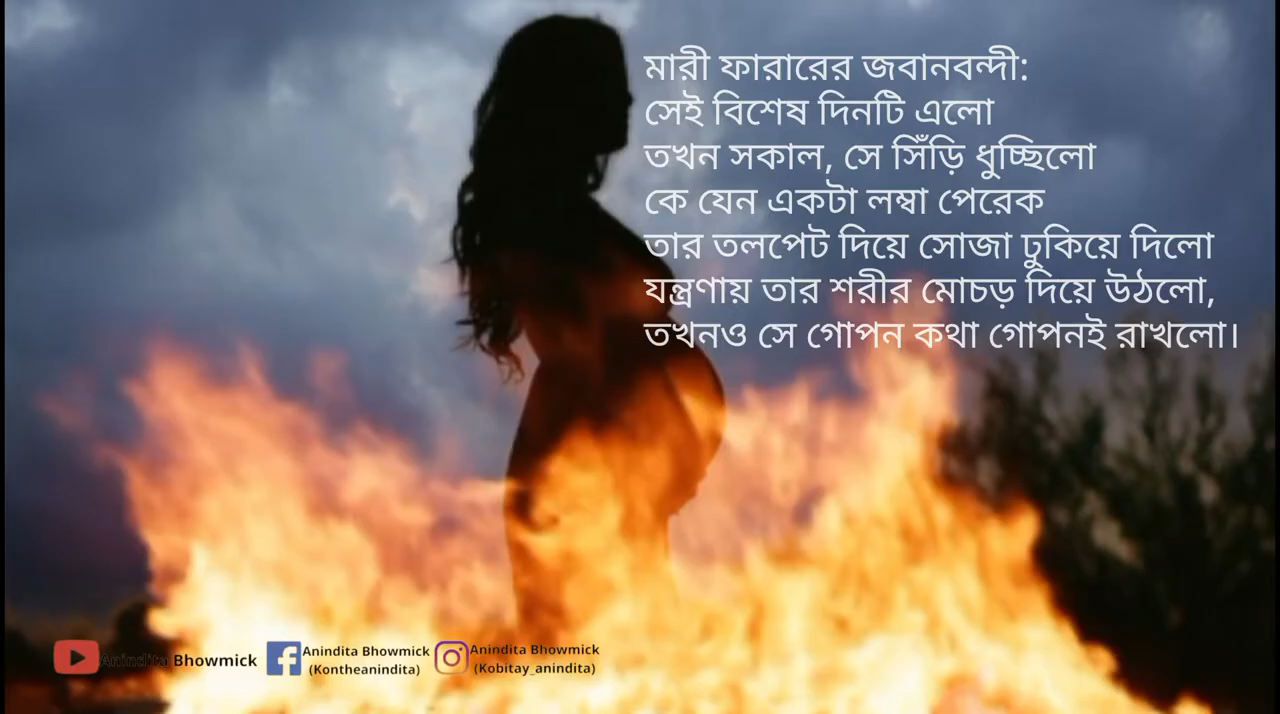 মারী ফারারের জবানবন্দী:
সেই বিশেষ দিনটি এলো
তখন সকাল, সে সিঁড়ি ধুচ্ছিলো
কে যেন একটা লম্বা পেরেক
তার তলপেট দিয়ে সোজা ঢুকিয়ে দিলো
যন্ত্রণায় তার শরীর মোচড় দিয়ে উঠলো,
তখনও সে গোপন কথা গোপনই রাখলো।
Anindita Bhowmick
Anindita Bhowmick
(Kontheanindita)
Anindita Bhowmick
(Kobitay_anindita)